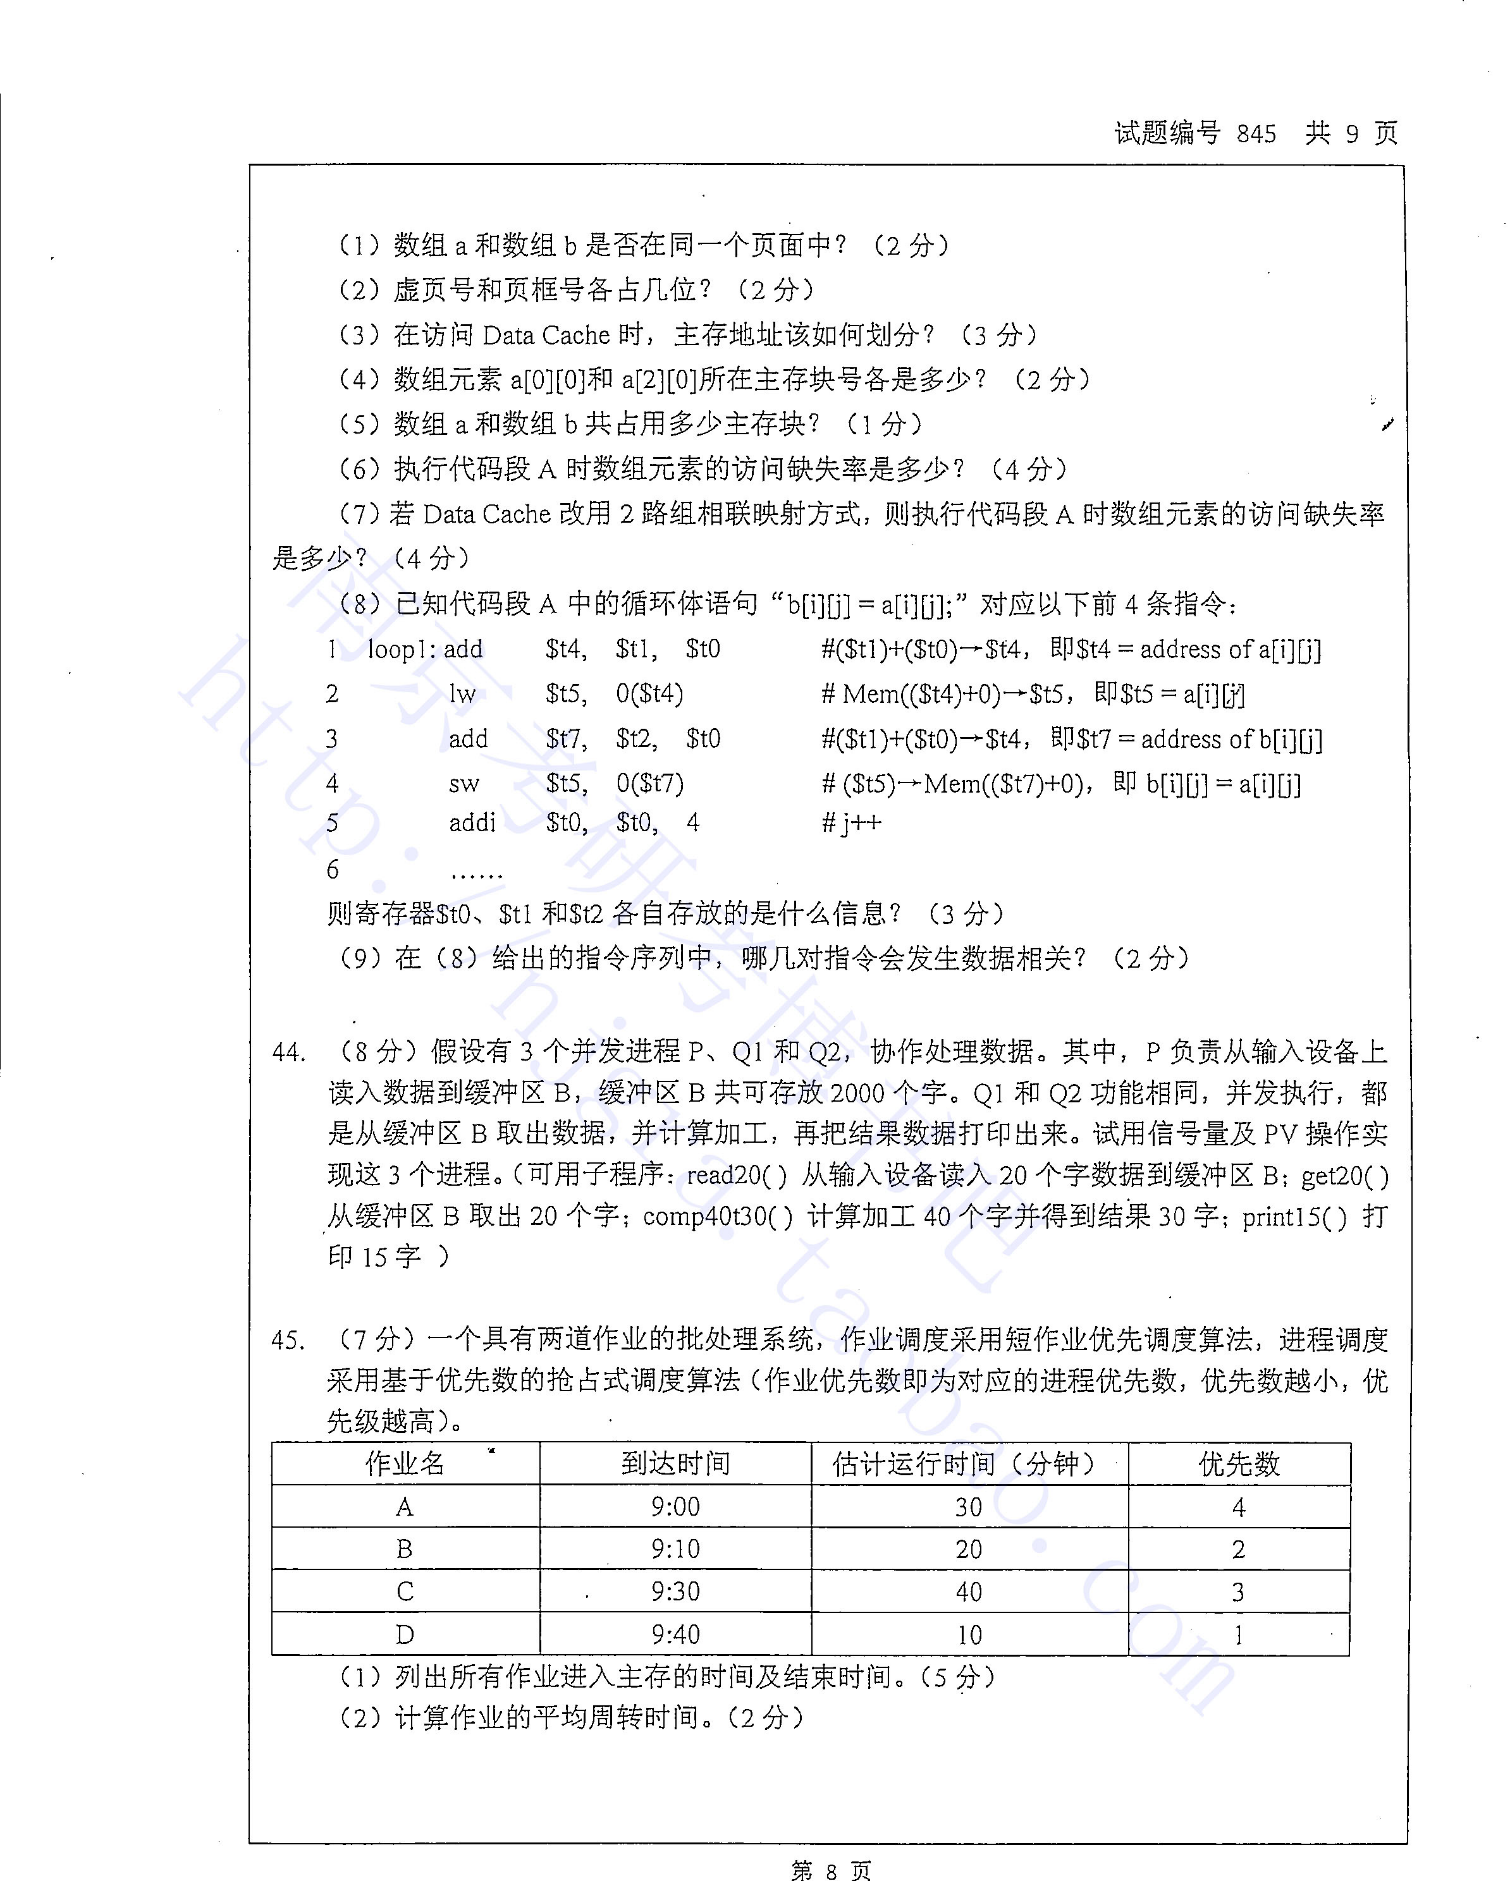 试题编号 845 共 9 页
（1）数组 a 和数组 b 是否在同一个页面中？（2 分）
（2）虚页号和页框号各占几位？（2 分）
（3）在访问 Data Cache 时，主存地址该如何划分？（3 分）
（4）数组元素 a[0][0]和 a[2][0]所在主存块号各是多少？（2 分）
（5）数组 a 和数组 b 共占用多少主存块？（1 分）
（6）执行代码段 A 时数组元素的访问缺失率是多少？（4 分）
（7）若 Data Cache 改用 2 路组相联映射方式，则执行代码段 A 时数组元素的访问缺失率
是多少？（4 分）
（8）已知代码段 A 中的循环体语句“b[i][j] = a[i][j];”对应以下前 4 条指令：
1 loop1: add $t4, $t1, $t0 #($t1)+($t0)→$t4，即$t4 = address of a[i][j]
2 lw $t5, 0($t4) # Mem(($t4)+0)→$t5，即$t5 = a[i][j]
3 add $t7, $t2, $t0 #($t1)+($t0)→$t4，即$t7 = address of b[i][j]
4 sw $t5, 0($t7) # ($t5)→Mem(($t7)+0)，即 b[i][j] = a[i][j]
5 addi $t0, $t0, 4 # j++
6 ……
则寄存器$t0、$t1 和$t2 各自存放的是什么信息？（3 分）
（9）在（8）给出的指令序列中，哪几对指令会发生数据相关？（2 分）
44. （8 分）假设有 3 个并发进程 P、Q1 和 Q2，协作处理数据。其中，P 负责从输入设备上
读入数据到缓冲区 B，缓冲区 B 共可存放 2000 个字。Q1 和 Q2 功能相同，并发执行，都
是从缓冲区 B 取出数据，并计算加工，再把结果数据打印出来。试用信号量及 PV 操作实
现这 3 个进程。（可用子程序：read20( ) 从输入设备读入 20 个字数据到缓冲区 B；get20( )
从缓冲区 B 取出 20 个字；comp40t30( ) 计算加工 40 个字并得到结果 30 字；print15( ) 打
印 15 字 ）
45. （7 分）一个具有两道作业的批处理系统，作业调度采用短作业优先调度算法，进程调度
采用基于优先数的抢占式调度算法（作业优先数即为对应的进程优先数，优先数越小，优
先级越高）。
作业名 到达时间 估计运行时间（分钟） 优先数
A 9:00 30 4
B 9:10 20 2
C 9:30 40 3
D 9:40 10 1
（1）列出所有作业进入主存的时间及结束时间。（5 分）
（2）计算作业的平均周转时间。（2 分）
第 8 页
南京考研考博书吧
http://njgua.taobao.com